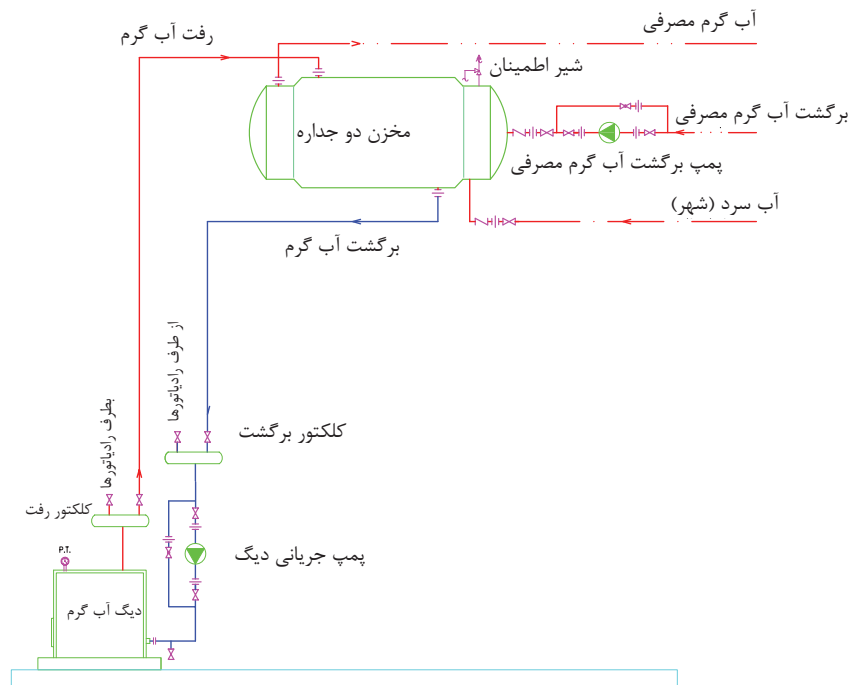 آب گرم مصرفی
رفت آب گرم
شیر اطمینان
برگشت آب گرم مصرفی
مخزن دو جداره
پمپ برگشت آب گرم مصرفی
آب سرد (شهر)
برگشت آب گرم
از طرف رادیاتورها
کلکتور برگشت
بطرف رادیاتورها
کلکتور رفت
P.T.
پمپ جریانی دیگ
دیگ آب گرم